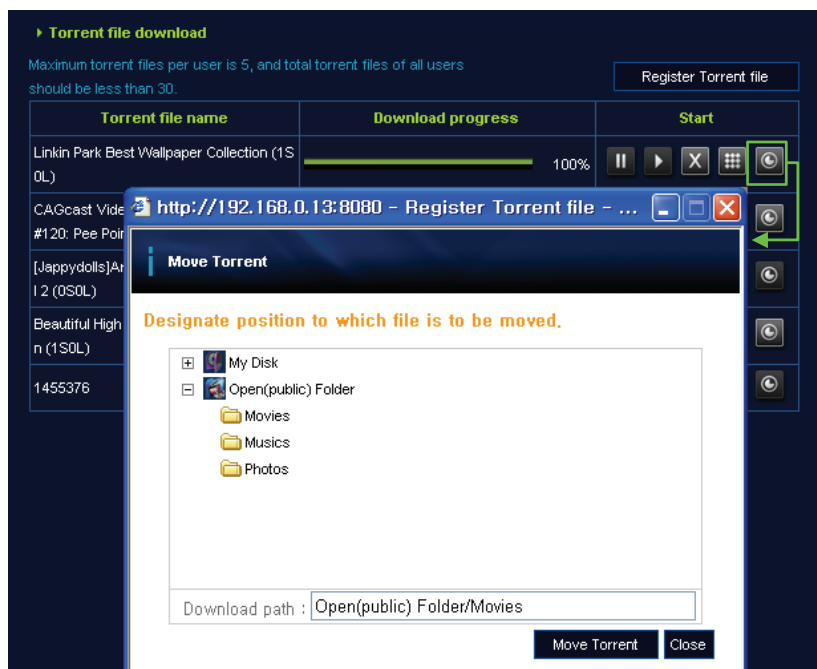 Torrent file download
Maximum torrent files per user is 5, and total torrent files of all users
should be less than 30.
Register Torrent file
Torrent file name
Download progress
Start
Linkin Park Best Wallpaper Collection (1S
0L)
100%
CAGcast Vide
#120: Pee Poir
[Jappydolls]Ar
l 2 (0S0L)
Beautiful High
n (1S0L)
1455376
http://192.168.0.13:8080 - Register Torrent file - ...
Move Torrent
Designate position to which file is to be moved.
My Disk
Open(public) Folder
Movies
Musics
Photos
Download path : Open(public) Folder/Movies
Move Torrent
Close